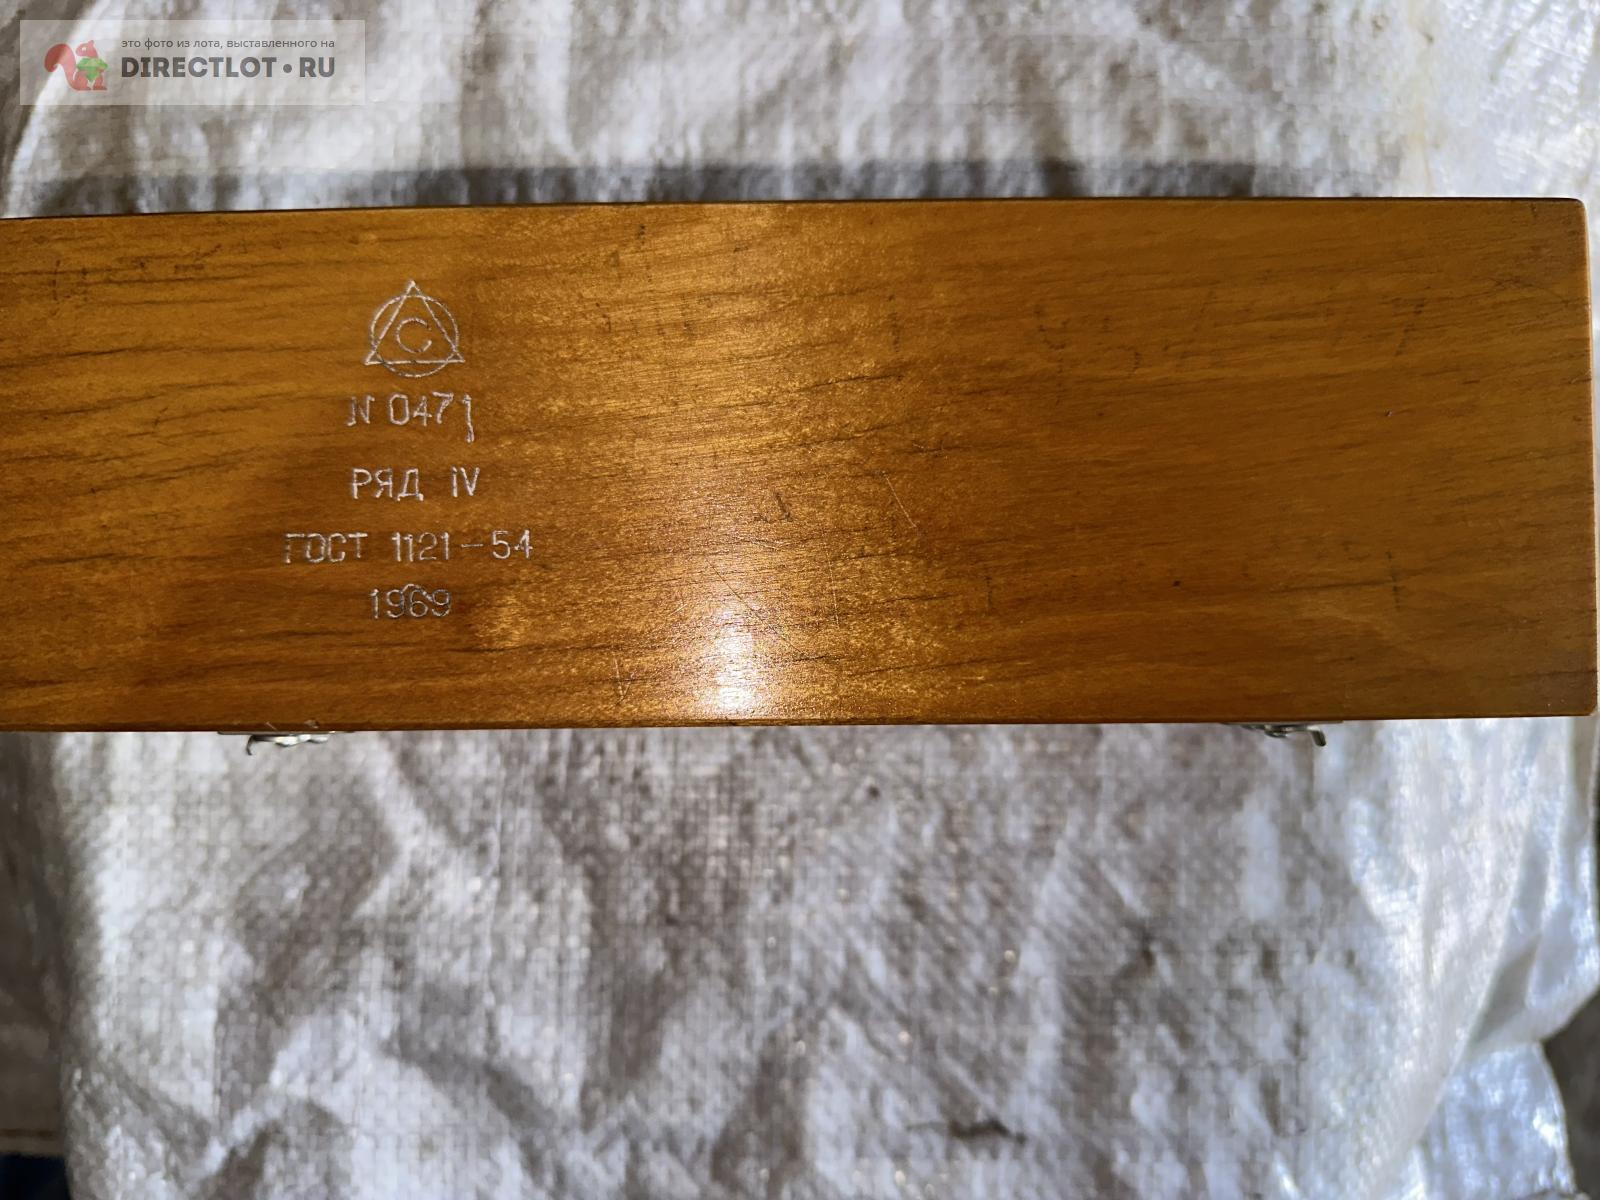 это фото из лота, выставленного на
DIRECTLOT•RU
С
N 0471
РЯД IV
ГОСТ 1121-54
1969